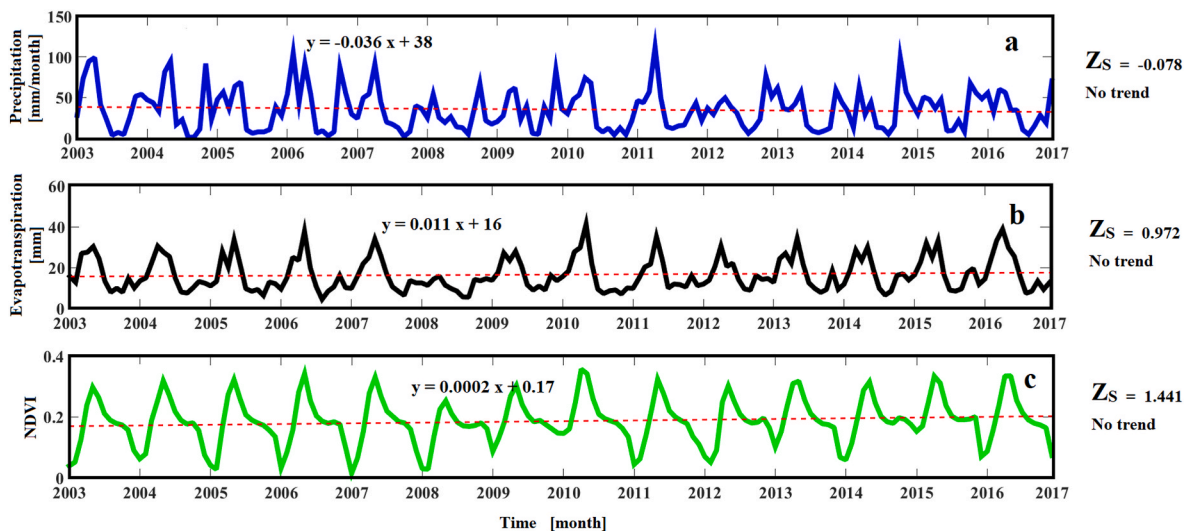 150
100
50
0
Precipitation
[mm/month]
y = -0.036 x + 38
a
Z_S = -0.078
No trend
2003 2004 2005 2006 2007 2008 2009 2010 2011 2012 2013 2014 2015 2016 2017
60
40
20
0
Evapotranspiration
[mm]
y = 0.011 x + 16
b
Z_S = 0.972
No trend
2003 2004 2005 2006 2007 2008 2009 2010 2011 2012 2013 2014 2015 2016 2017
0.4
0.2
0
NDVI
y = 0.0002 x + 0.17
c
Z_S = 1.441
No trend
2003 2004 2005 2006 2007 2008 2009 2010 2011 2012 2013 2014 2015 2016 2017
Time [month]